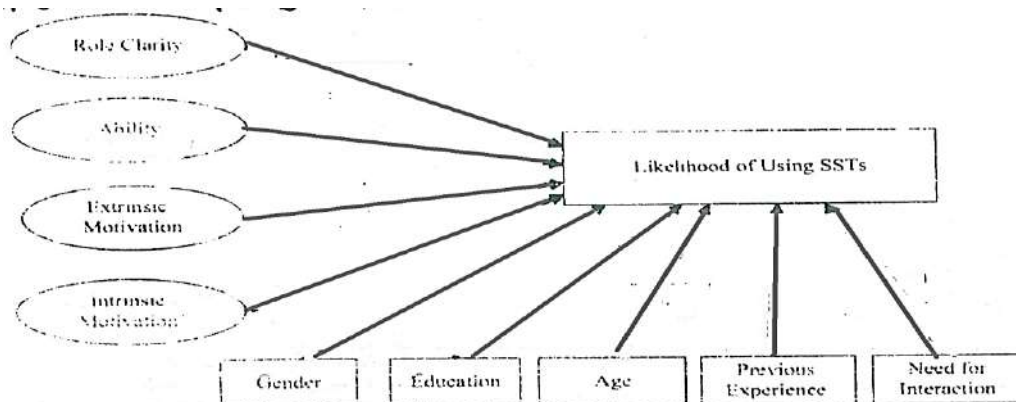 Role Clarity
Ability
Extrinsic
Motivation
Intrinsic
Motivation
Likelihood of Using SSTs
Gender
Education
Age
Previous
Experience
Need for
Interaction